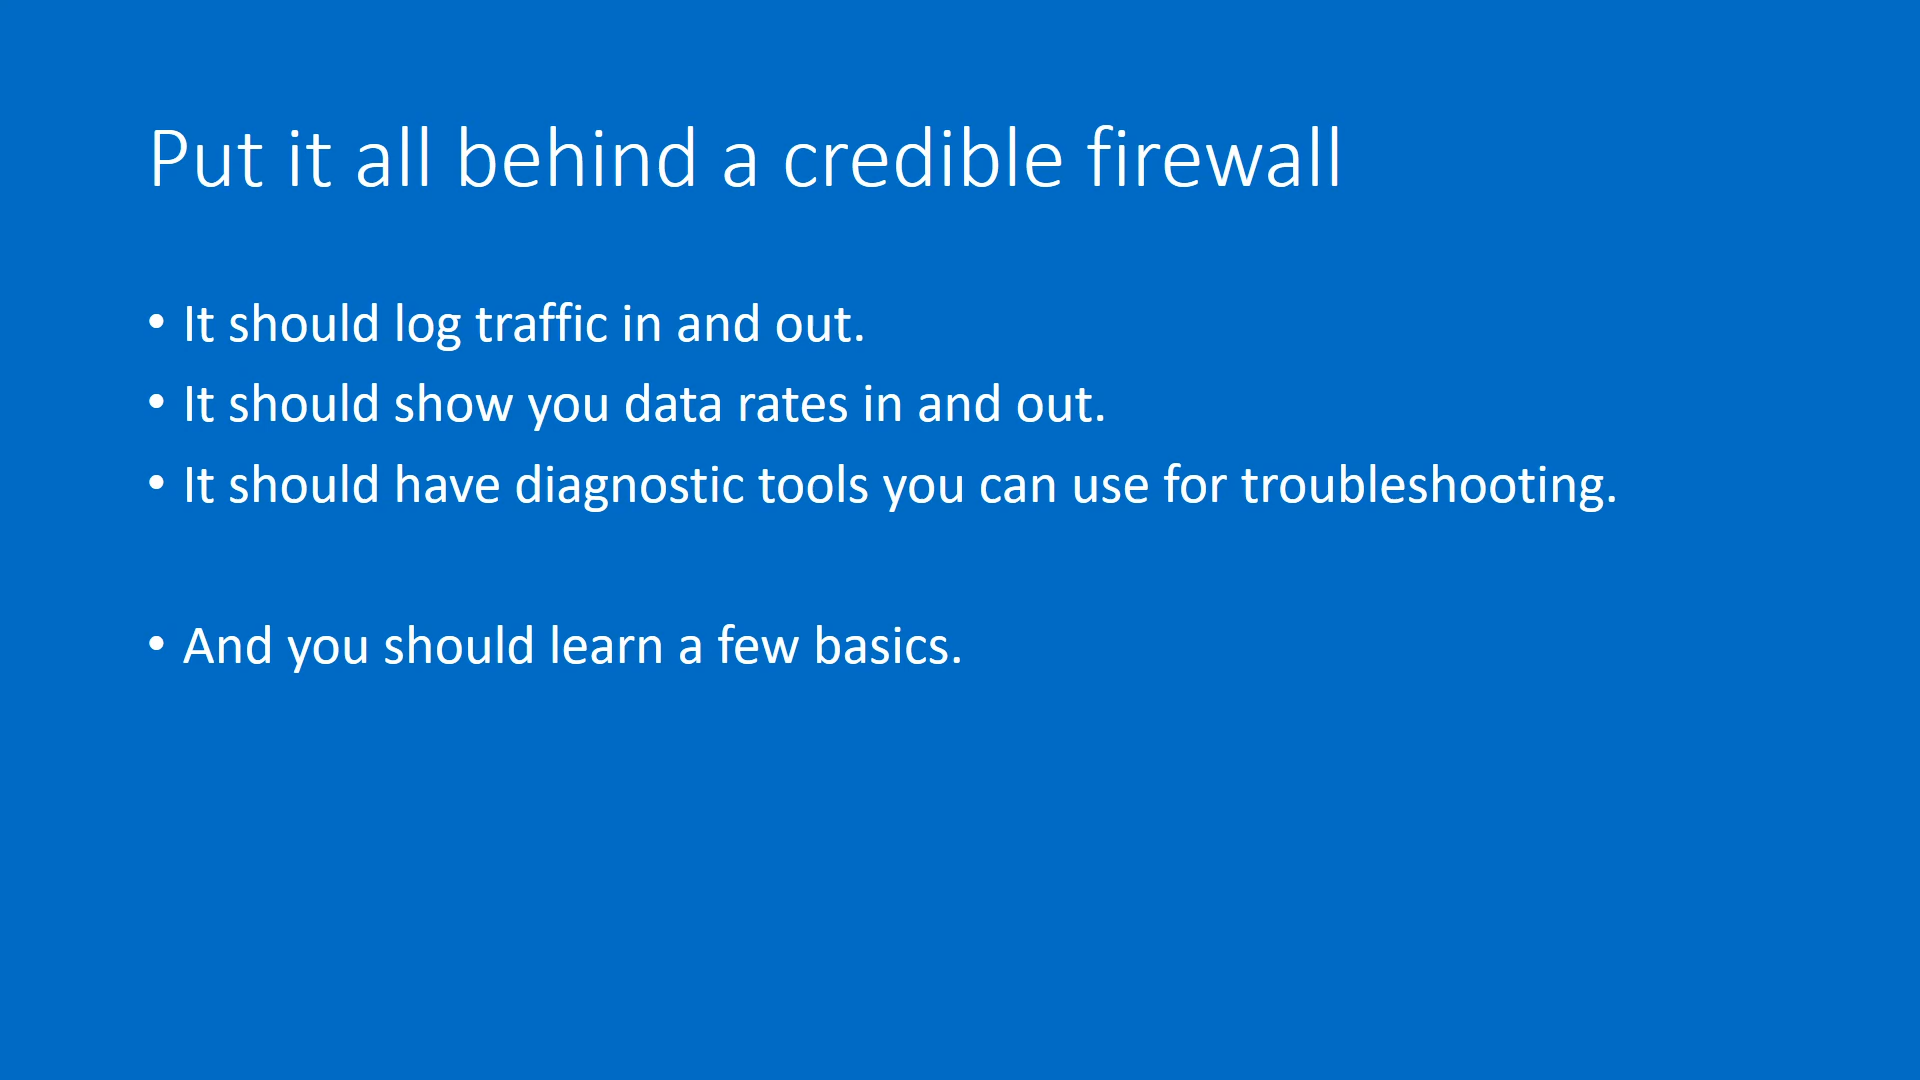 Put it all behind a credible firewall
• It should log traffic in and out.
• It should show you data rates in and out.
• It should have diagnostic tools you can use for troubleshooting.
• And you should learn a few basics.